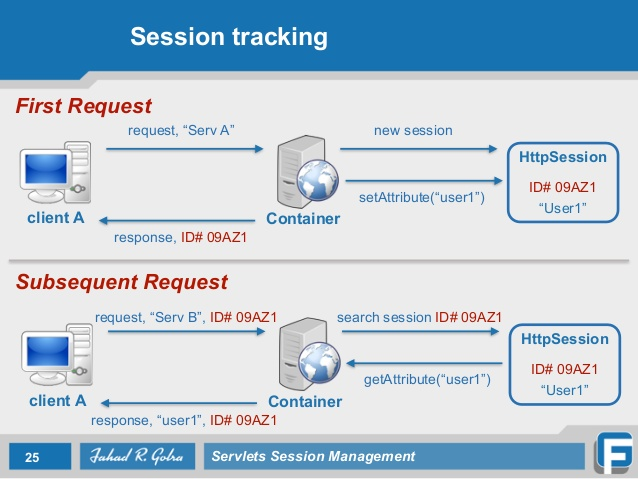 Session tracking
First Request
request, “Serv A”
new session
HttpSession
ID# 09AZ1
“User1”
setAttribute(“user1”)
client A
Container
response, ID# 09AZ1
Subsequent Request
request, “Serv B”, ID# 09AZ1
search session ID# 09AZ1
HttpSession
ID# 09AZ1
“User1”
getAttribute(“user1”)
client A
Container
response, “user1”, ID# 09AZ1
25
Fahad R. Golra
Servlets Session Management
F